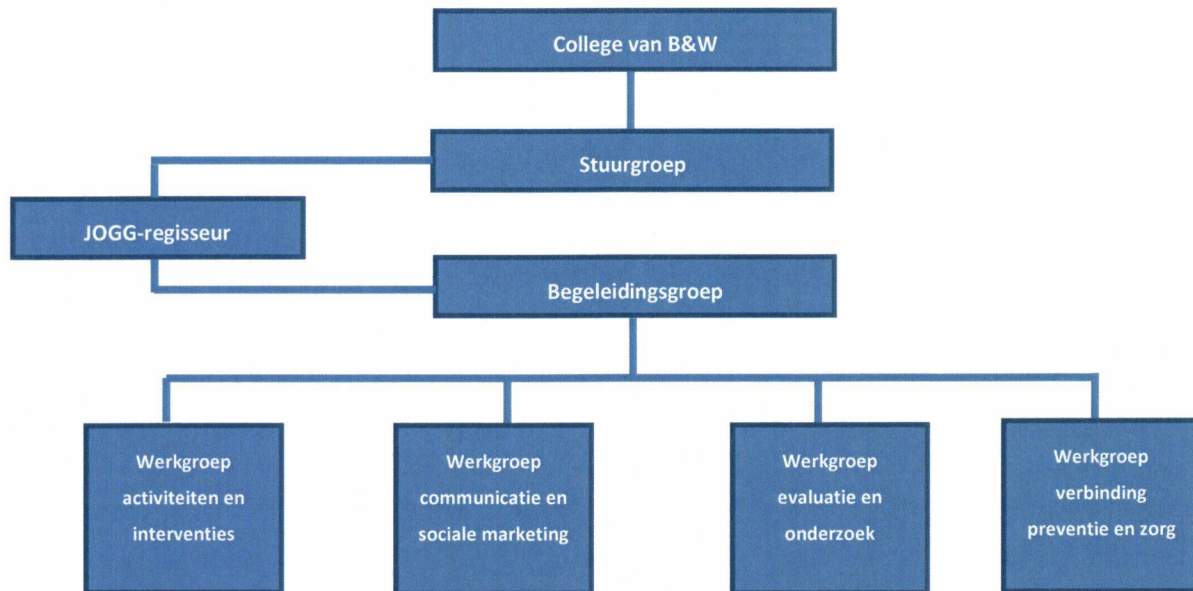 College van B&W
Stuurgroep
JOGG-regisseur
Begeleidingsgroep
Werkgroep
activiteiten en
interventies
Werkgroep
communicatie en
sociale marketing
Werkgroep
evaluatie en
onderzoek
Werkgroep
verbinding
preventie en zorg